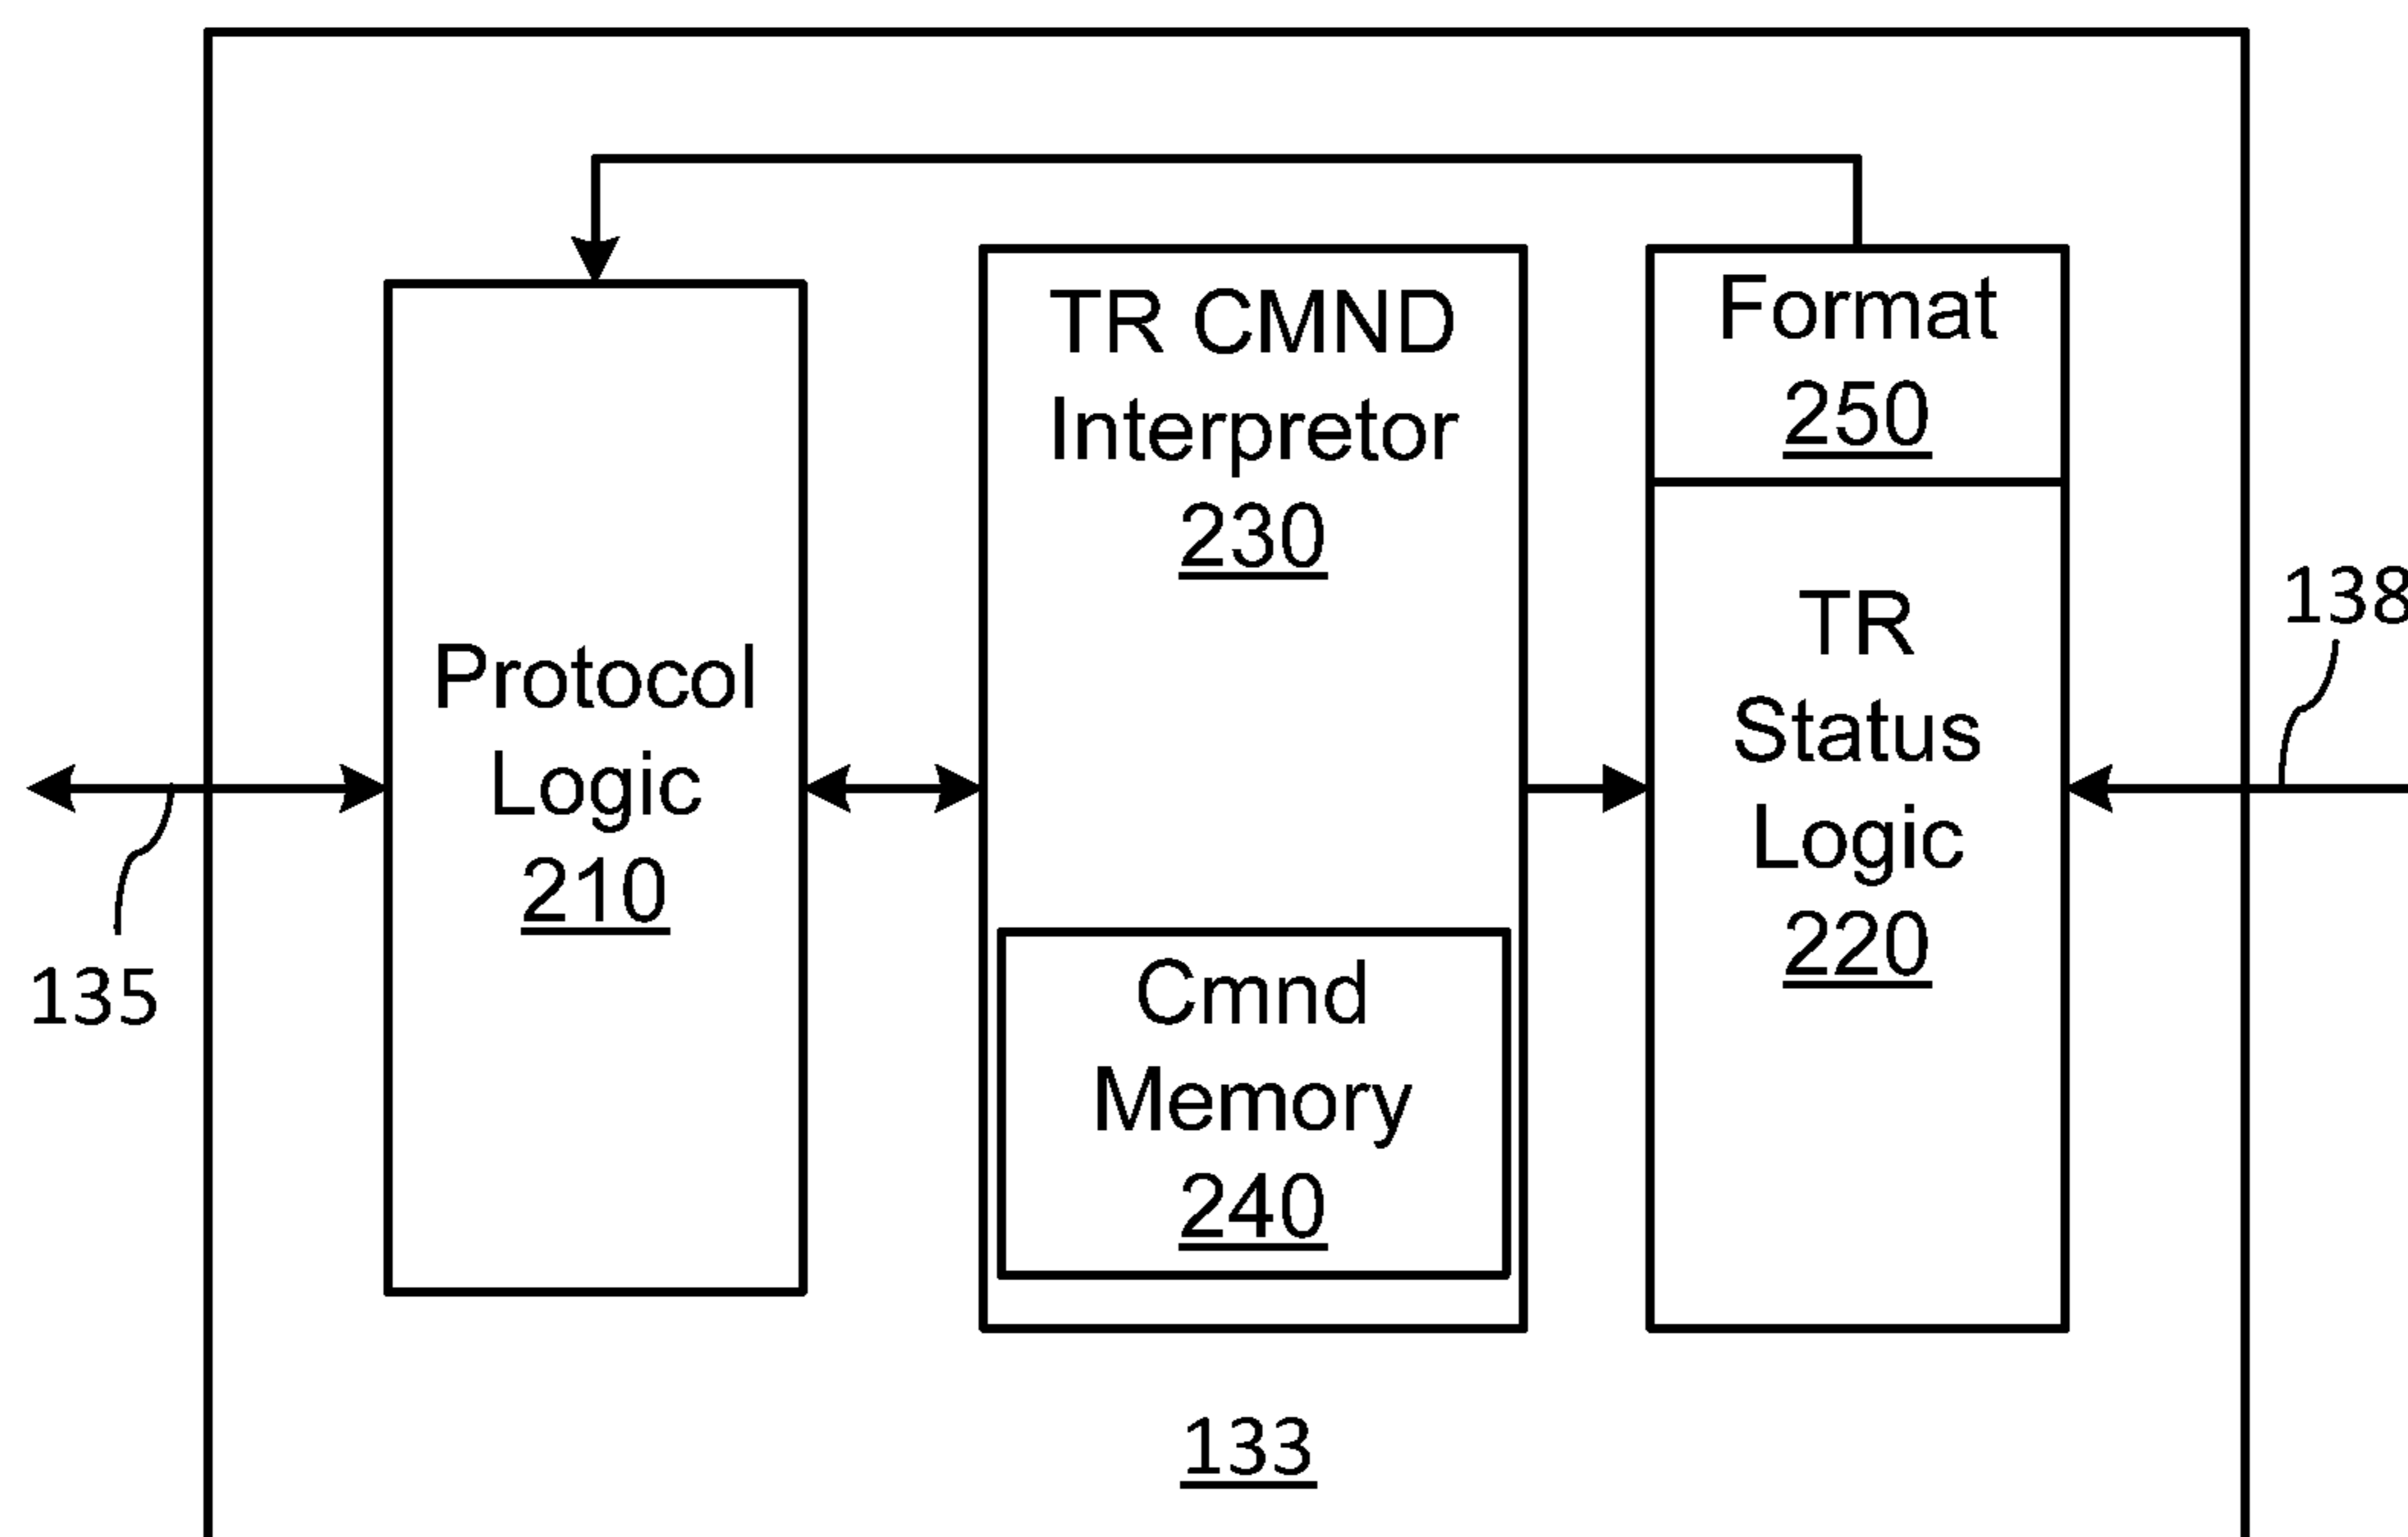 Protocol
Logic
210
TR CMND
Interpretor
230
Cmnd
Memory
240
Format
250
TR
Status
Logic
220
135
138
133